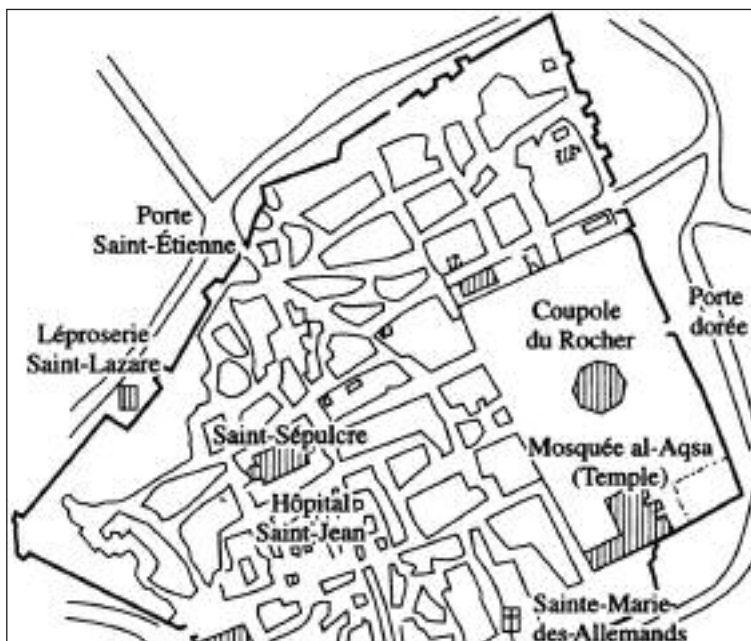 Porte
Saint-Étienne
Léproserie
Saint-Lazare
Coupole
du Rocher
Porte
dorée
Saint-Sépulcre
Mosquée al-Aqsa
(Temple)
Hôpital
Saint-Jean
Sainte-Marie
des-Allemands